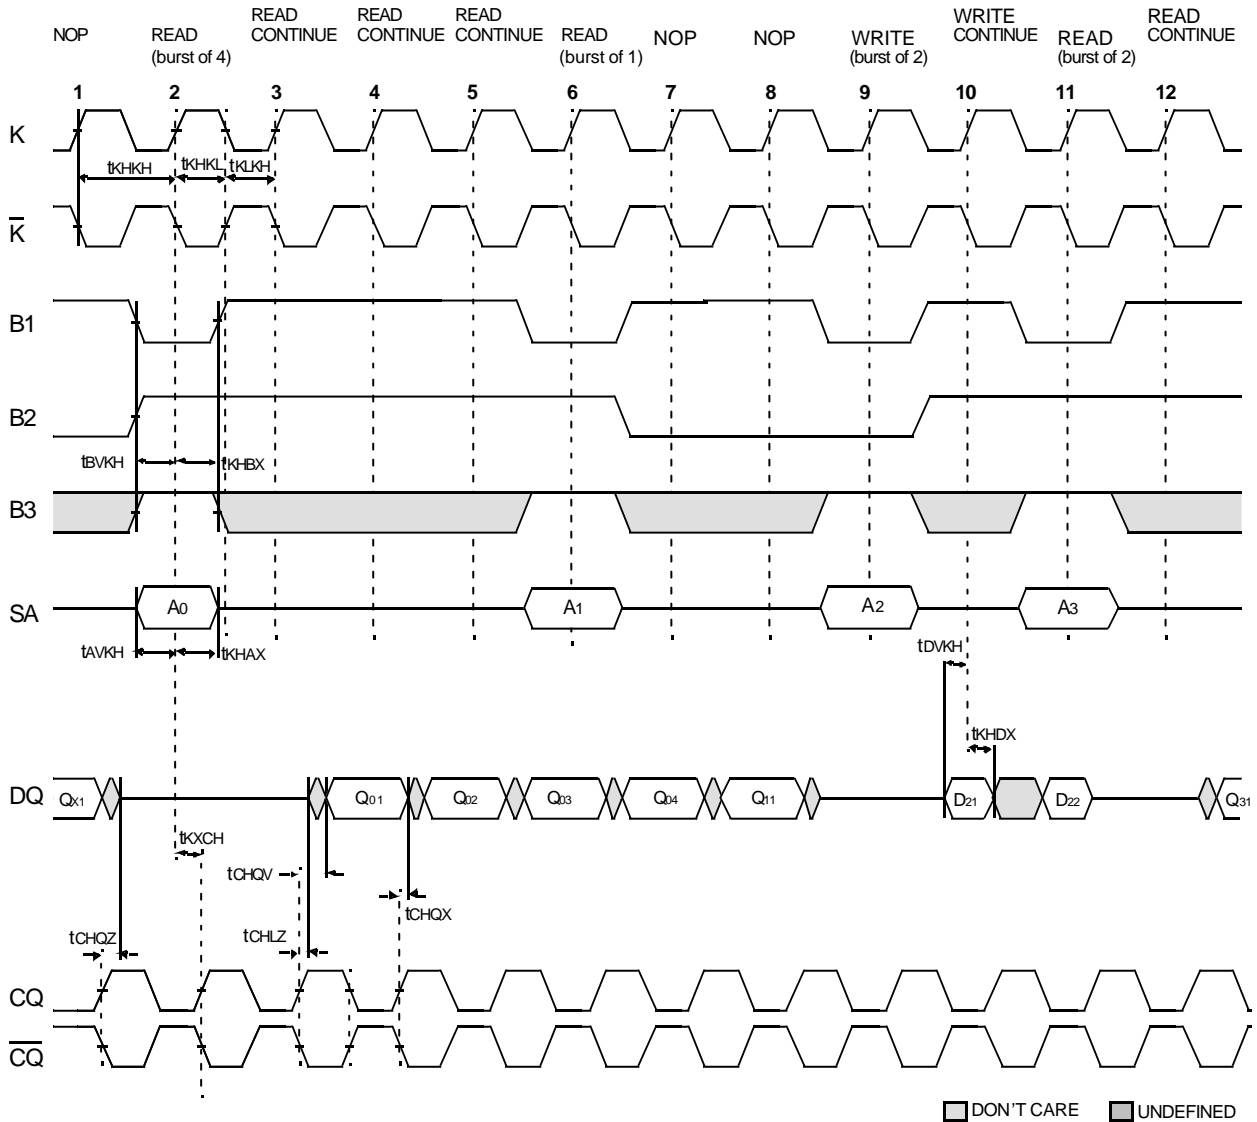 NOP
READ
(burst of 4)
READ
CONTINUE
READ
CONTINUE
READ
CONTINUE
READ
(burst of 1)
NOP
NOP
WRITE
(burst of 2)
WRITE
CONTINUE
READ
(burst of 2)
READ
CONTINUE
1 2 3 4 5 6 7 8 9 10 11 12
K
tKHKH tKHKL tKLKH
K
B1
B2
tBVKH tKHBX
B3
SA A0 A1 A2 A3
tAVKH tKHAX tDVKH
tKHDX
DQ QX1 Q01 Q02 Q03 Q04 Q11 D21 D22 Q31
tKXCH
tCHQV
tCHQX
tCHQZ tCHLZ
CQ
CQ
DON'T CARE UNDEFINED